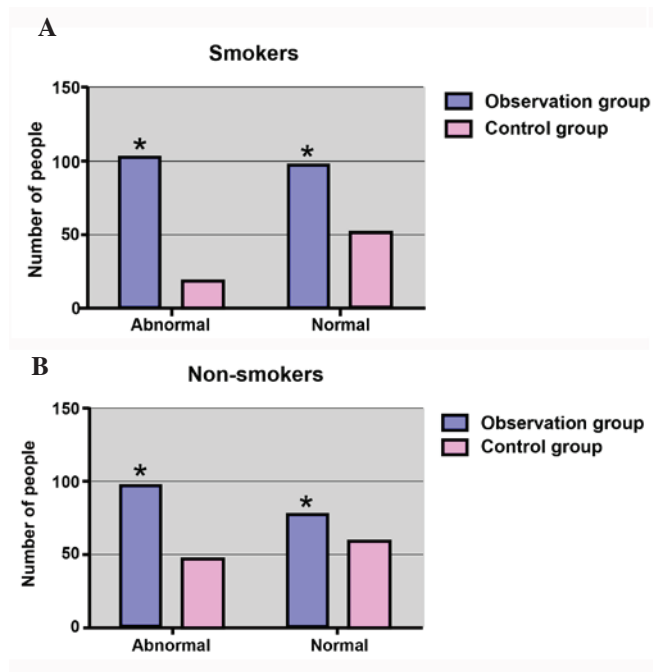 A
Smokers
150
100
50
0
Number of people
*
*
Abnormal
Normal
Observation group
Control group
B
Non-smokers
150
100
50
0
Number of people
*
*
Abnormal
Normal
Observation group
Control group